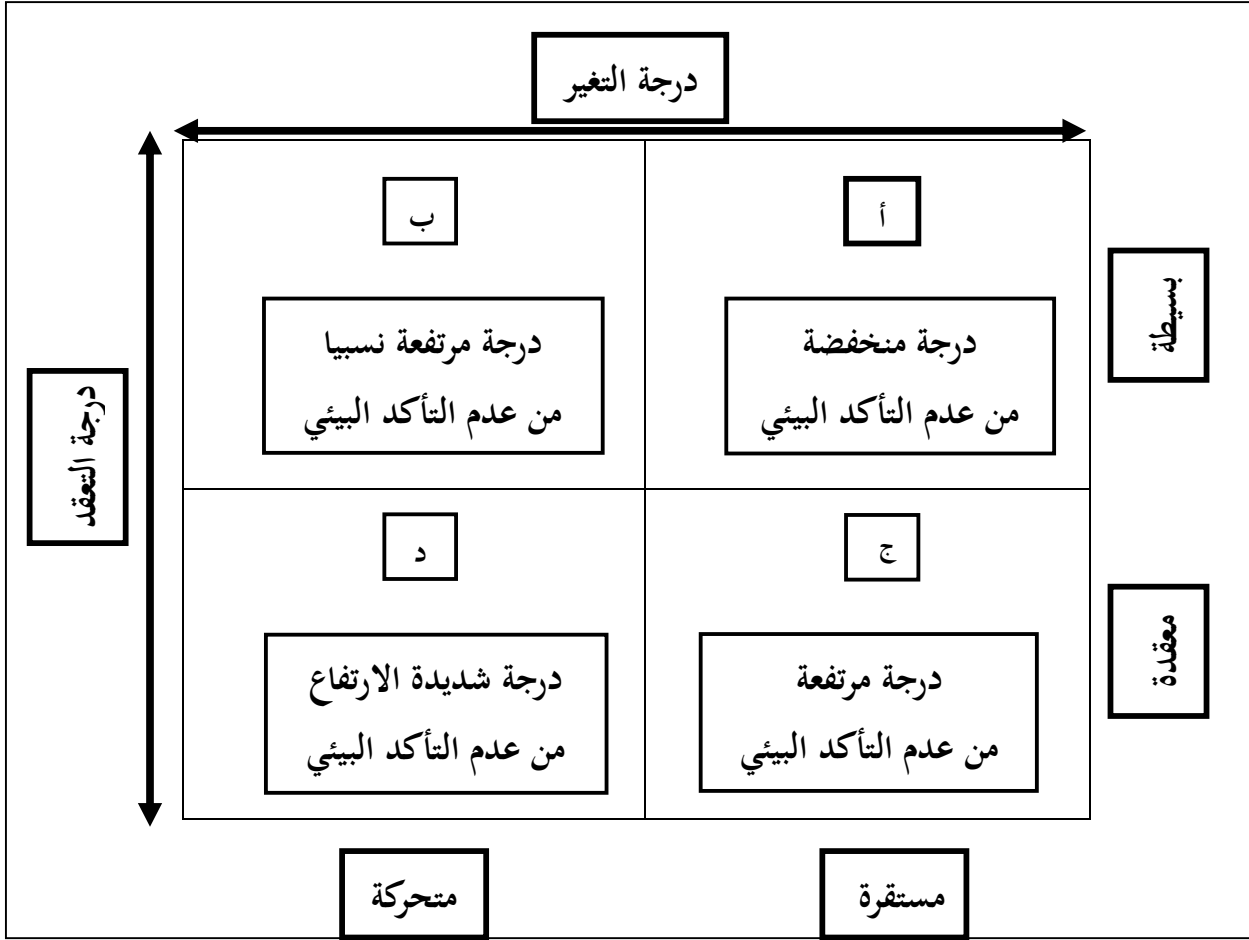 درجة التغير
أ
ب
درجة منخفضة
من عدم التأكد البيئي
درجة مرتفعة نسبيا
من عدم التأكد البيئي
بسيطة
درجة التعقد
ج
د
درجة مرتفعة
من عدم التأكد البيئي
درجة شديدة الارتفاع
من عدم التأكد البيئي
معقدة
مستقرة
متحركة